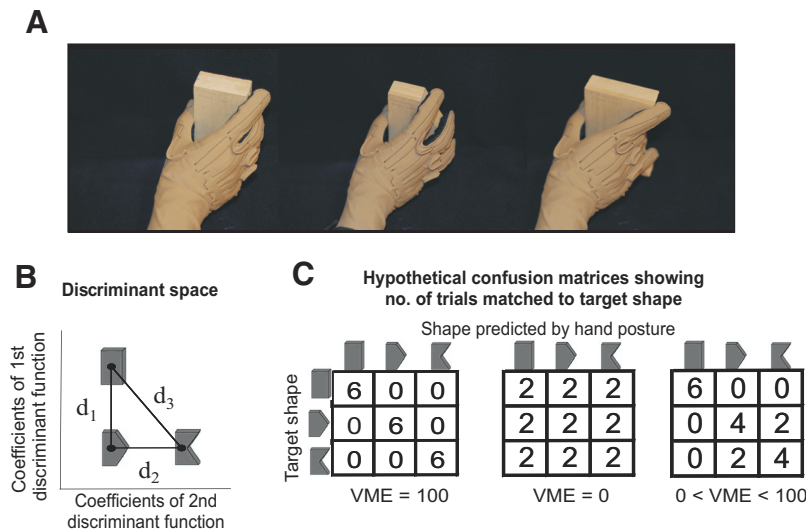 A
B
Discriminant space
Coefficients of 1st
discriminant function
d1
d3
d2
Coefficients of 2nd
discriminant function
C
Hypothetical confusion matrices showing
no. of trials matched to target shape
Shape predicted by hand posture
Target shape
6 0 0
0 6 0
0 0 6
VME = 100
2 2 2
2 2 2
2 2 2
VME = 0
6 0 0
0 4 2
0 2 4
0 < VME < 100